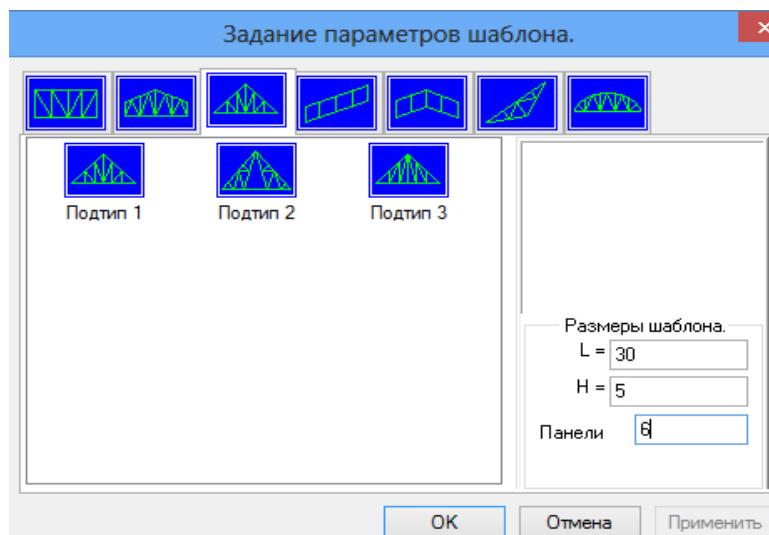 Задание параметров шаблона.
Подтип 1 Подтип 2 Подтип 3
Размеры шаблона.
L = 30
H = 5
Панели 6
OK Отмена Применить